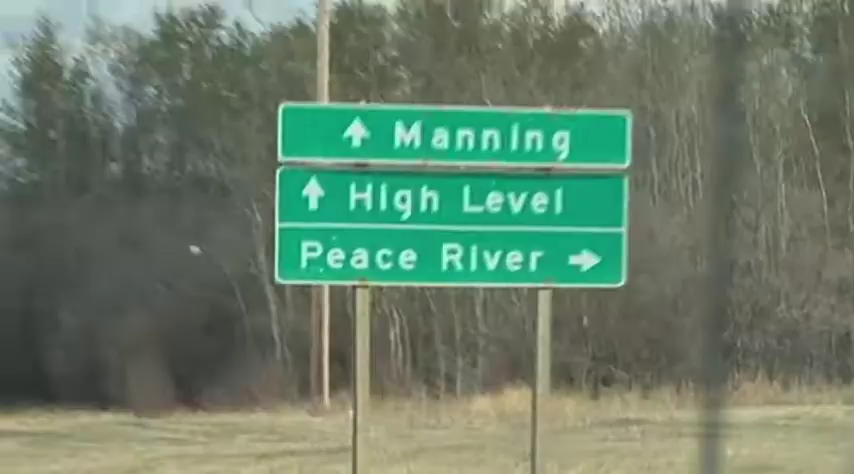 ↑ Manning
↑ High Level
Peace River →